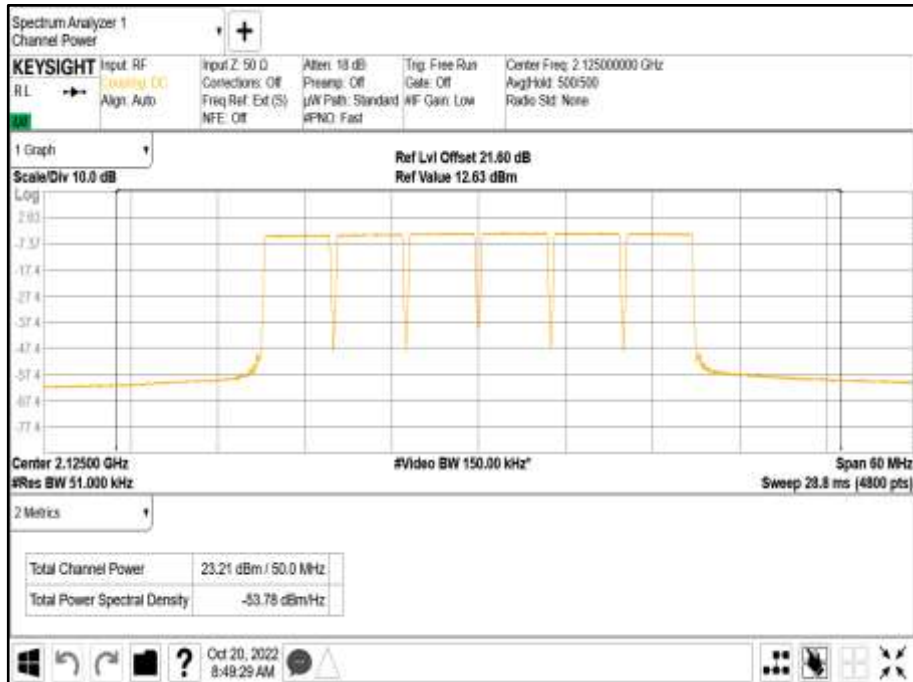 Spectrum Analyzer 1
Channel Power
KEYSIGHT
RL
Input: RF
Coupling: DC
Align: Auto
Input Z: 50 Ω
Corrections: Off
Freq Ref: Ext (S)
NFE: Off
Atten: 18 dB
Preamp: Off
µW Path: Standard
#PNO: Fast
Trig: Free Run
Gate: Off
#IF Gain: Low
Center Freq: 2.125000000 GHz
Avg|Hold: 500/500
Radio Std: None
1 Graph
Scale/Div 10.0 dB
Ref Lvl Offset 21.60 dB
Ref Value 12.63 dBm
Log
2.63
-7.37
-17.4
-27.4
-37.4
-47.4
-57.4
-67.4
-77.4
Center 2.12500 GHz
#Video BW 150.00 kHz*
Span 60 MHz
#Res BW 51.000 kHz
Sweep 28.8 ms (4800 pts)
2 Metrics
Total Channel Power 23.21 dBm / 50.0 MHz
Total Power Spectral Density -53.78 dBm/Hz
?
Oct 20, 2022
8:49:29 AM